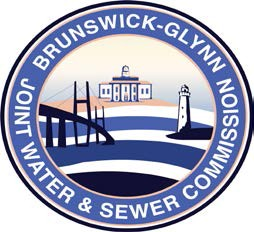 BRUNSWICK-GLYNN
JOINT WATER & SEWER COMMISSION